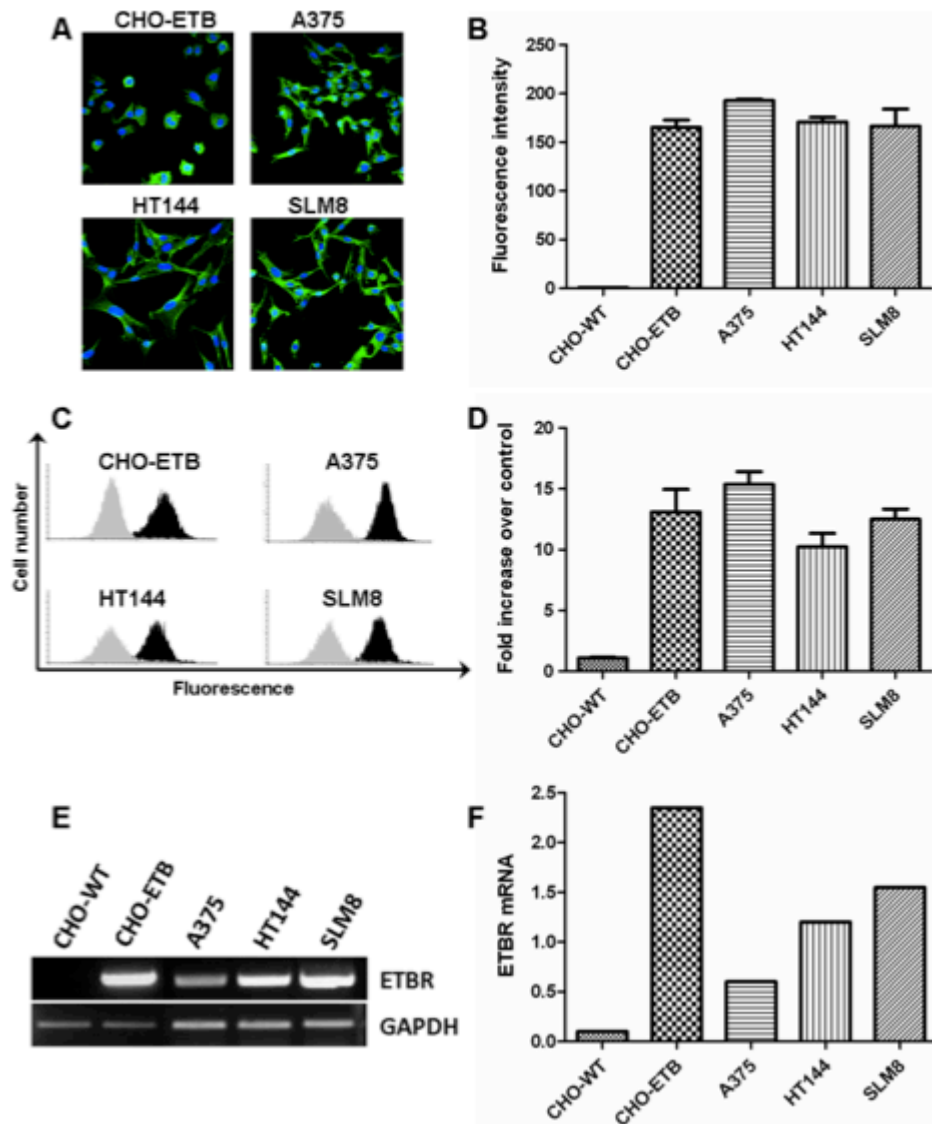 A
CHO-ETB
A375
HT144
SLM8
B
Fluorescence intensity
250
200
150
100
50
0
CHO-WT
CHO-ETB
A375
HT144
SLM8
C
Cell number
CHO-ETB
A375
HT144
SLM8
Fluorescence
D
Fold increase over control
20
15
10
5
0
CHO-WT
CHO-ETB
A375
HT144
SLM8
E
CHO-WT
CHO-ETB
A375
HT144
SLM8
ETBR
GAPDH
F
ETBR mRNA
2.5
2.0
1.5
1.0
0.5
0.0
CHO-WT
CHO-ETB
A375
HT144
SLM8